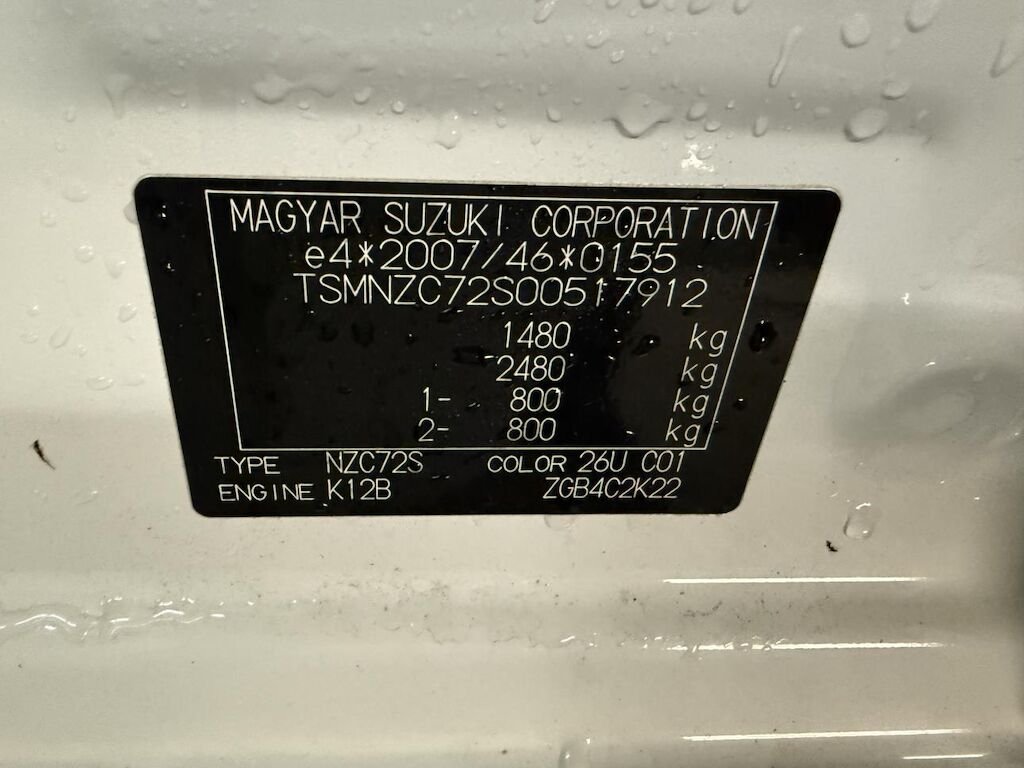 MAGYAR SUZUKI CORPORATION
e4*2007/46*0155
TSMNZC72S00517912
1480 kg
2480 kg
1- 800 kg
2- 800 kg
TYPE NZC72S COLOR 26U C01
ENGINE K12B ZGB4C2K22